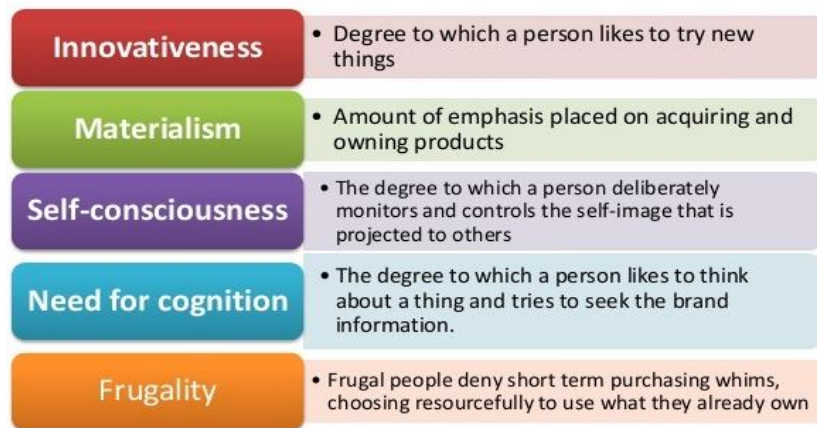 Innovativeness
• Degree to which a person likes to try new
things
Materialism
• Amount of emphasis placed on acquiring and
owning products
Self-consciousness
• The degree to which a person deliberately
monitors and controls the self-image that is
projected to others
Need for cognition
• The degree to which a person likes to think
about a thing and tries to seek the brand
information.
Frugality
• Frugal people deny short term purchasing whims,
choosing resourcefully to use what they already own